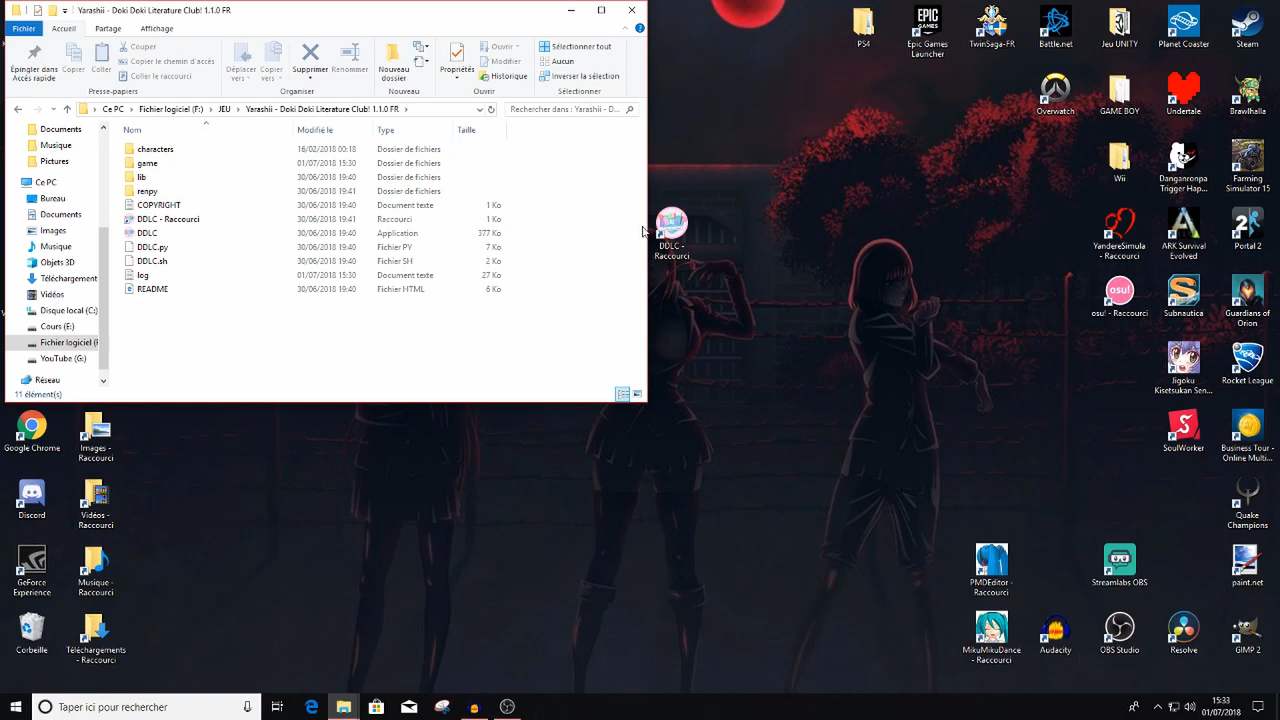 Yarashii - Doki Doki Literature Club! 1.1.0 FR
Fichier Accueil Partage Affichage
Épingler dans Accès rapide
Copier
Coller
Couper
Copier le chemin d'accès
Coller le raccourci
Déplacer vers
Copier vers
Supprimer
Renommer
Nouveau dossier
Propriétés
Ouvrir
Modifier
Historique
Sélectionner tout
Aucun
Inverser la sélection
Organiser Nouveau Ouvrir Sélectionner
Ce PC > Fichier logiciel (F:) > JEU > Yarashii - Doki Doki Literature Club! 1.1.0 FR >
Rechercher dans : Yarashii - D...
Documents
Musique
Pictures
Ce PC
Bureau
Documents
Images
Musique
Objets 3D
Téléchargement
Vidéos
Disque local (C:)
Cours (E:)
Fichier logiciel (F
YouTube (G:)
Réseau
Nom Modifié le Type Taille
characters 16/02/2018 00:18 Dossier de fichiers
game 01/07/2018 15:30 Dossier de fichiers
lib 30/06/2018 19:40 Dossier de fichiers
renpy 30/06/2018 19:41 Dossier de fichiers
COPYRIGHT 30/06/2018 19:40 Document texte 1 Ko
DDLC - Raccourci 30/06/2018 19:41 Raccourci 1 Ko
DDLC 30/06/2018 19:40 Application 377 Ko
DDLC.py 30/06/2018 19:40 Fichier PY 7 Ko
DDLC.sh 30/06/2018 19:40 Fichier SH 2 Ko
log 01/07/2018 15:30 Document texte 27 Ko
README 30/06/2018 19:40 Fichier HTML 6 Ko
11 élément(s)
DDLC -
Raccourci
PS4
Epic Games
Launcher
TwinSaga-FR
Battle.net
Jeu UNITY
Planet Coaster
Steam
Overwatch
GAME BOY
Undertale
Brawlhalla
Wii
Danganronpa
Trigger Hap...
Farming
Simulator 15
YandereSimula
- Raccourci
ARK Survival
Evolved
Portal 2
osu! - Raccourci
Subnautica
Guardians of
Orion
Jigoku
Kisetsukan Sen...
Rocket League
SoulWorker
Business Tour -
Online Multi...
Quake
Champions
Google Chrome
Images -
Raccourci
Discord
Vidéos -
Raccourci
GeForce
Experience
Musique -
Raccourci
Corbeille
Téléchargements
- Raccourci
PMDEditor -
Raccourci
Streamlabs OBS
paint.net
MikuMikuDance
- Raccourci
Audacity
OBS Studio
Resolve
GIMP 2
Taper ici pour rechercher
15:33
01/07/2018